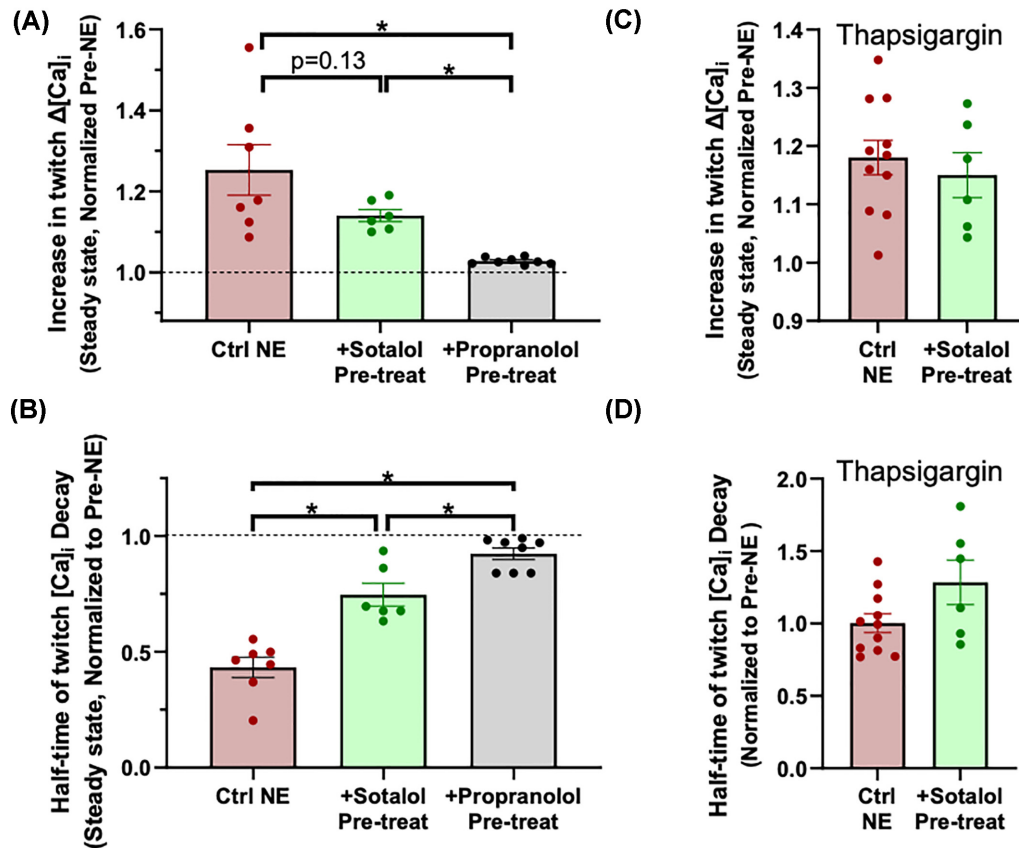 (A)
Increase in twitch Δ[Ca]i
(Steady state, Normalized Pre-NE)
1.6
1.4
1.2
1.0
*
p=0.13
*
Ctrl NE
+Sotalol
Pre-treat
+Propranolol
Pre-treat
(C)
Increase in twitch Δ[Ca]i
(Steady state, Normalized Pre-NE)
Thapsigargin
1.4
1.3
1.2
1.1
1.0
0.9
Ctrl
NE
+Sotalol
Pre-treat
(B)
Half-time of twitch [Ca]i Decay
(Steady state, Normalized to Pre-NE)
1.0
0.5
0.0
*
*
*
Ctrl NE
+Sotalol
Pre-treat
+Propranolol
Pre-treat
(D)
Half-time of twitch [Ca]i Decay
(Normalized to Pre-NE )
Thapsigargin
2.0
1.5
1.0
0.5
0.0
Ctrl
NE
+Sotalol
Pre-treat